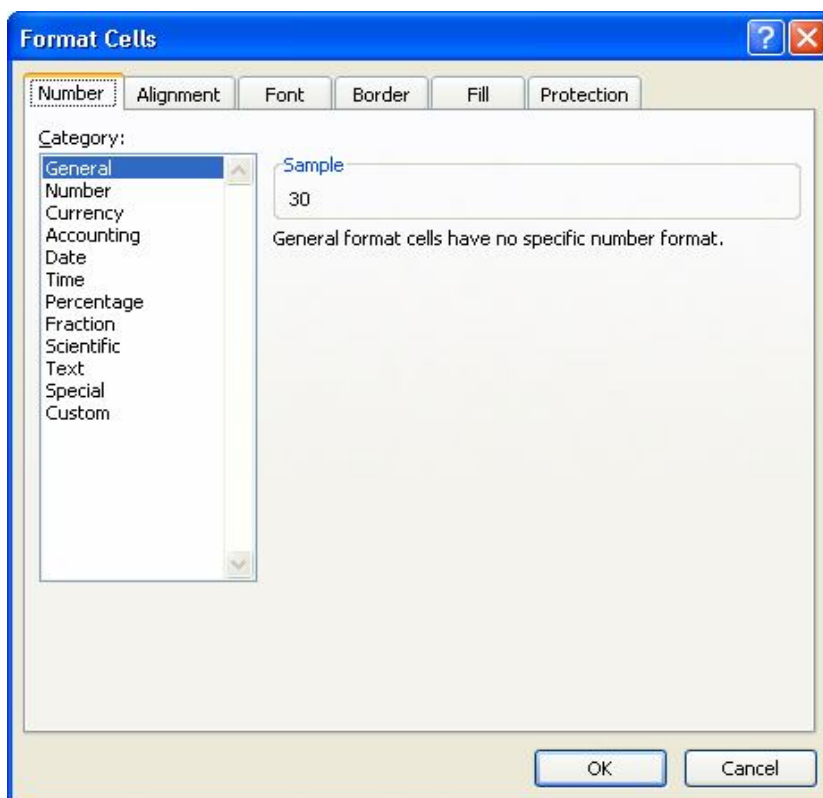 Format Cells
Number Alignment Font Border Fill Protection
Category:
General
Number
Currency
Accounting
Date
Time
Percentage
Fraction
Scientific
Text
Special
Custom
Sample
30
General format cells have no specific number format.
OK Cancel